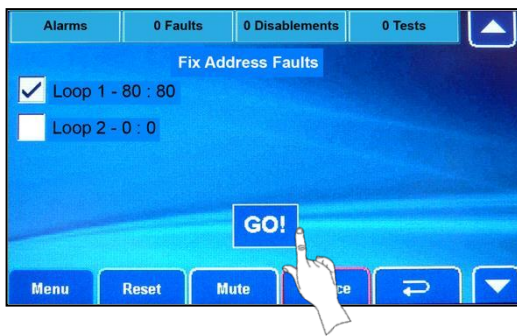 Alarms 0 Faults 0 Disablements 0 Tests
Fix Address Faults
Loop 1 - 80 : 80
Loop 2 - 0 : 0
GO!
Menu Reset Mute